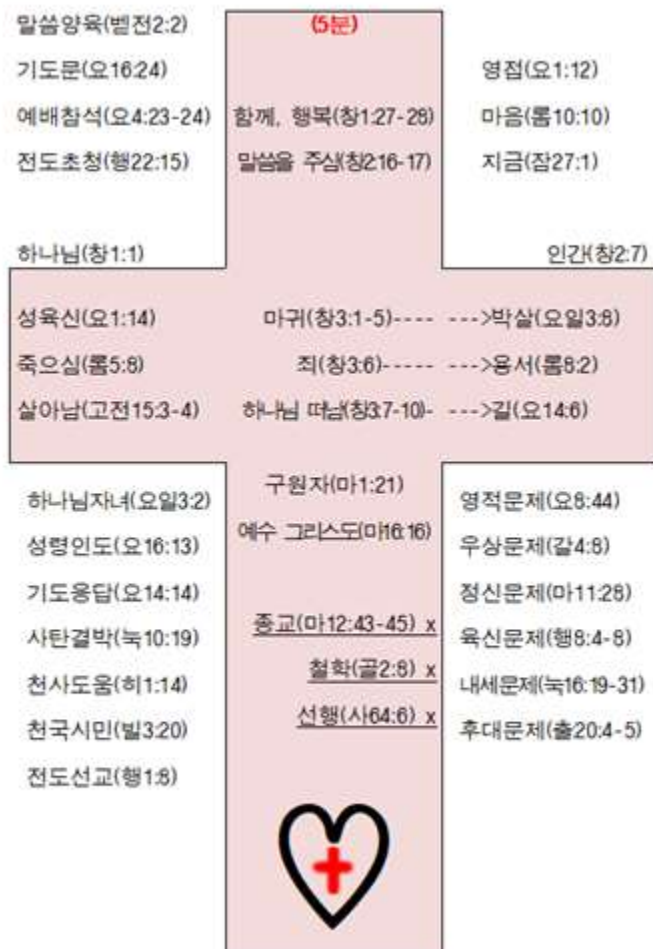 말씀양육(벧전2:2)
기도문(요16:24)
예배참석(요4:23-24)
전도초청(행22:15)
(5분)
함께, 행복(창1:27-28)
말씀을 주심(창2:16-17)
영접(요1:12)
마음(롬10:10)
지금(잠27:1)
하나님(창1:1)
인간(창2:7)
성육신(요1:14)
마귀(창3:1-5)---- --->박살(요일3:8)
죽으심(롬5:8)
죄(창3:6)----- --->용서(롬8:2)
살아남(고전15:3-4)
하나님 떠남(창3:7-10)- --->길(요14:6)
구원자(마1:21)
예수 그리스도(마16:16)
종교(마12:43-45) x
철학(골2:8) x
선행(사64:6) x
하나님자녀(요일3:2)
성령인도(요16:13)
기도응답(요14:14)
사탄결박(눅10:19)
천사도움(히1:14)
천국시민(빌3:20)
전도선교(행1:8)
영적문제(요8:44)
우상문제(갈4:8)
정신문제(마11:28)
육신문제(행8:4-8)
내세문제(눅16:19-31)
후대문제(출20:4-5)